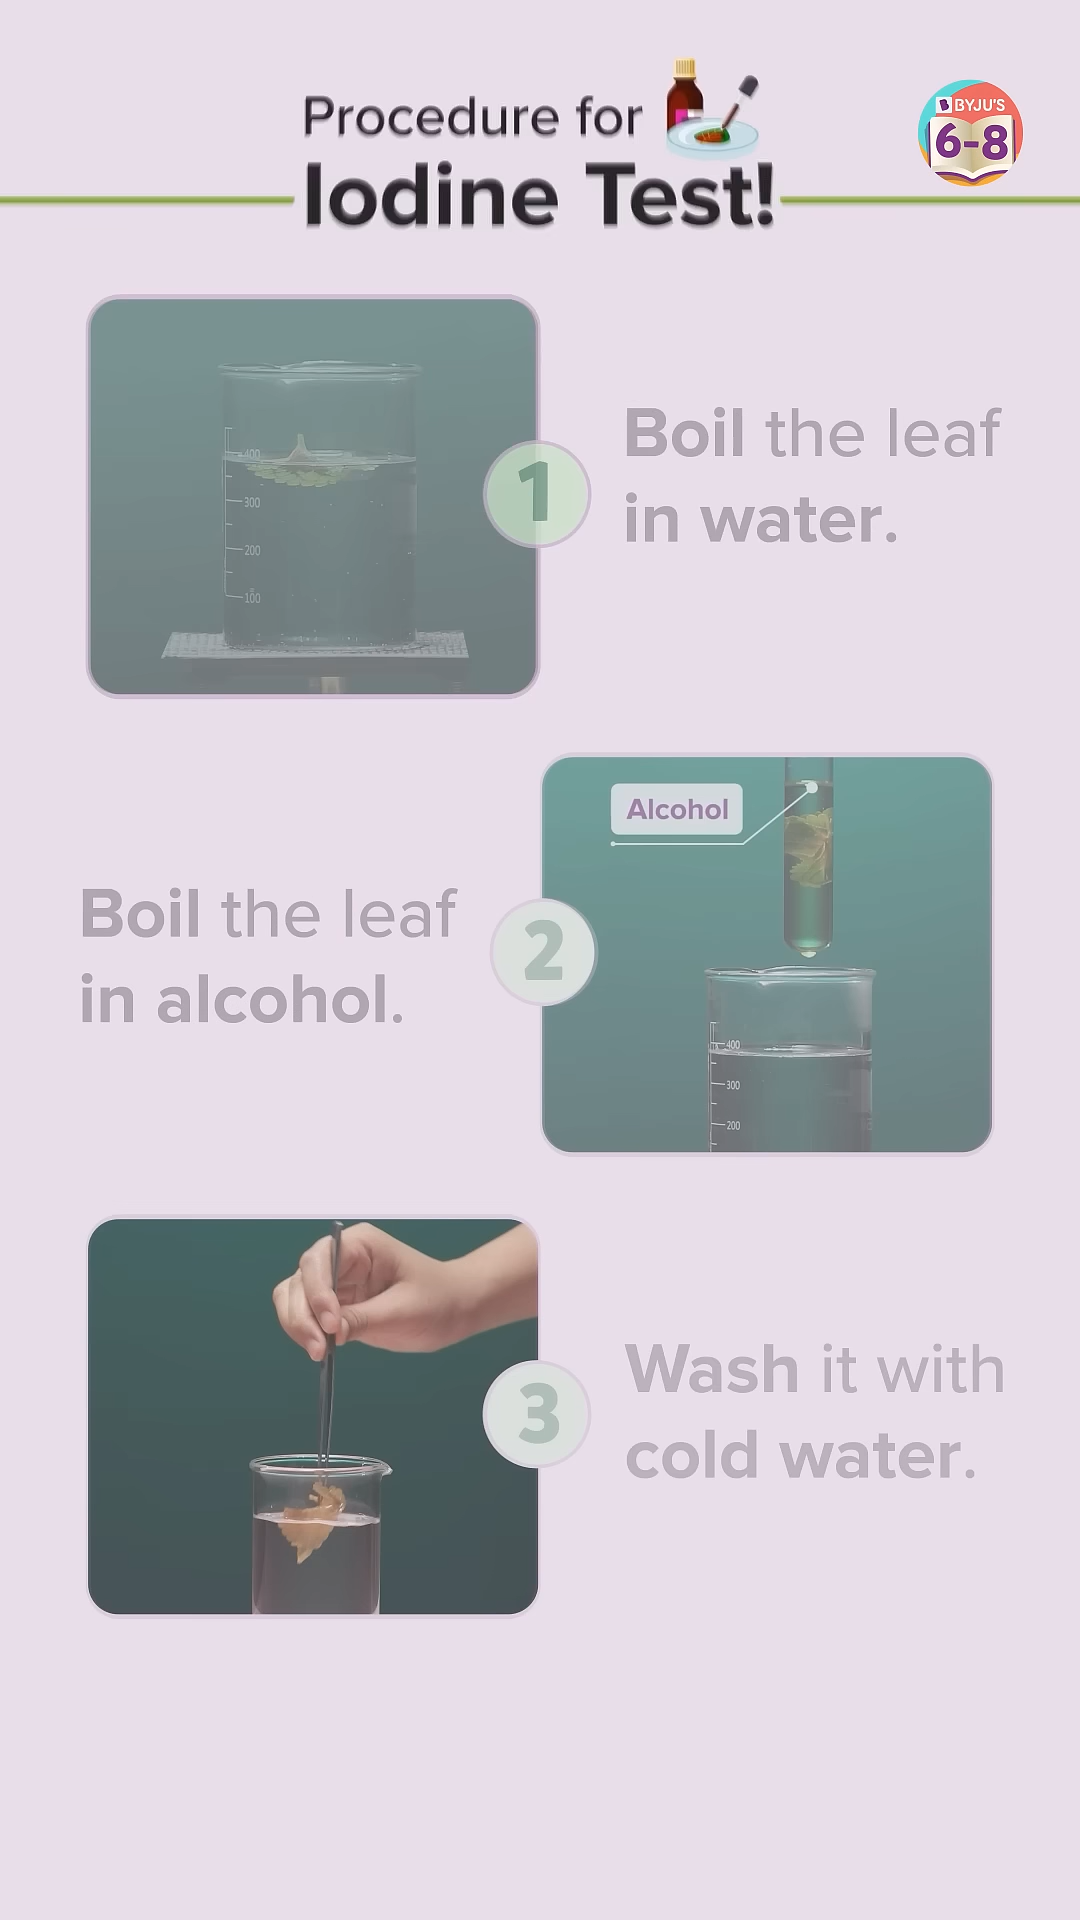 Procedure for
Iodine Test!
BYJU'S
6-8
400
300
200
100
1
Boil the leaf
in water.
Alcohol
Boil the leaf
in alcohol.
2
400
300
200
3
Wash it with
cold water.